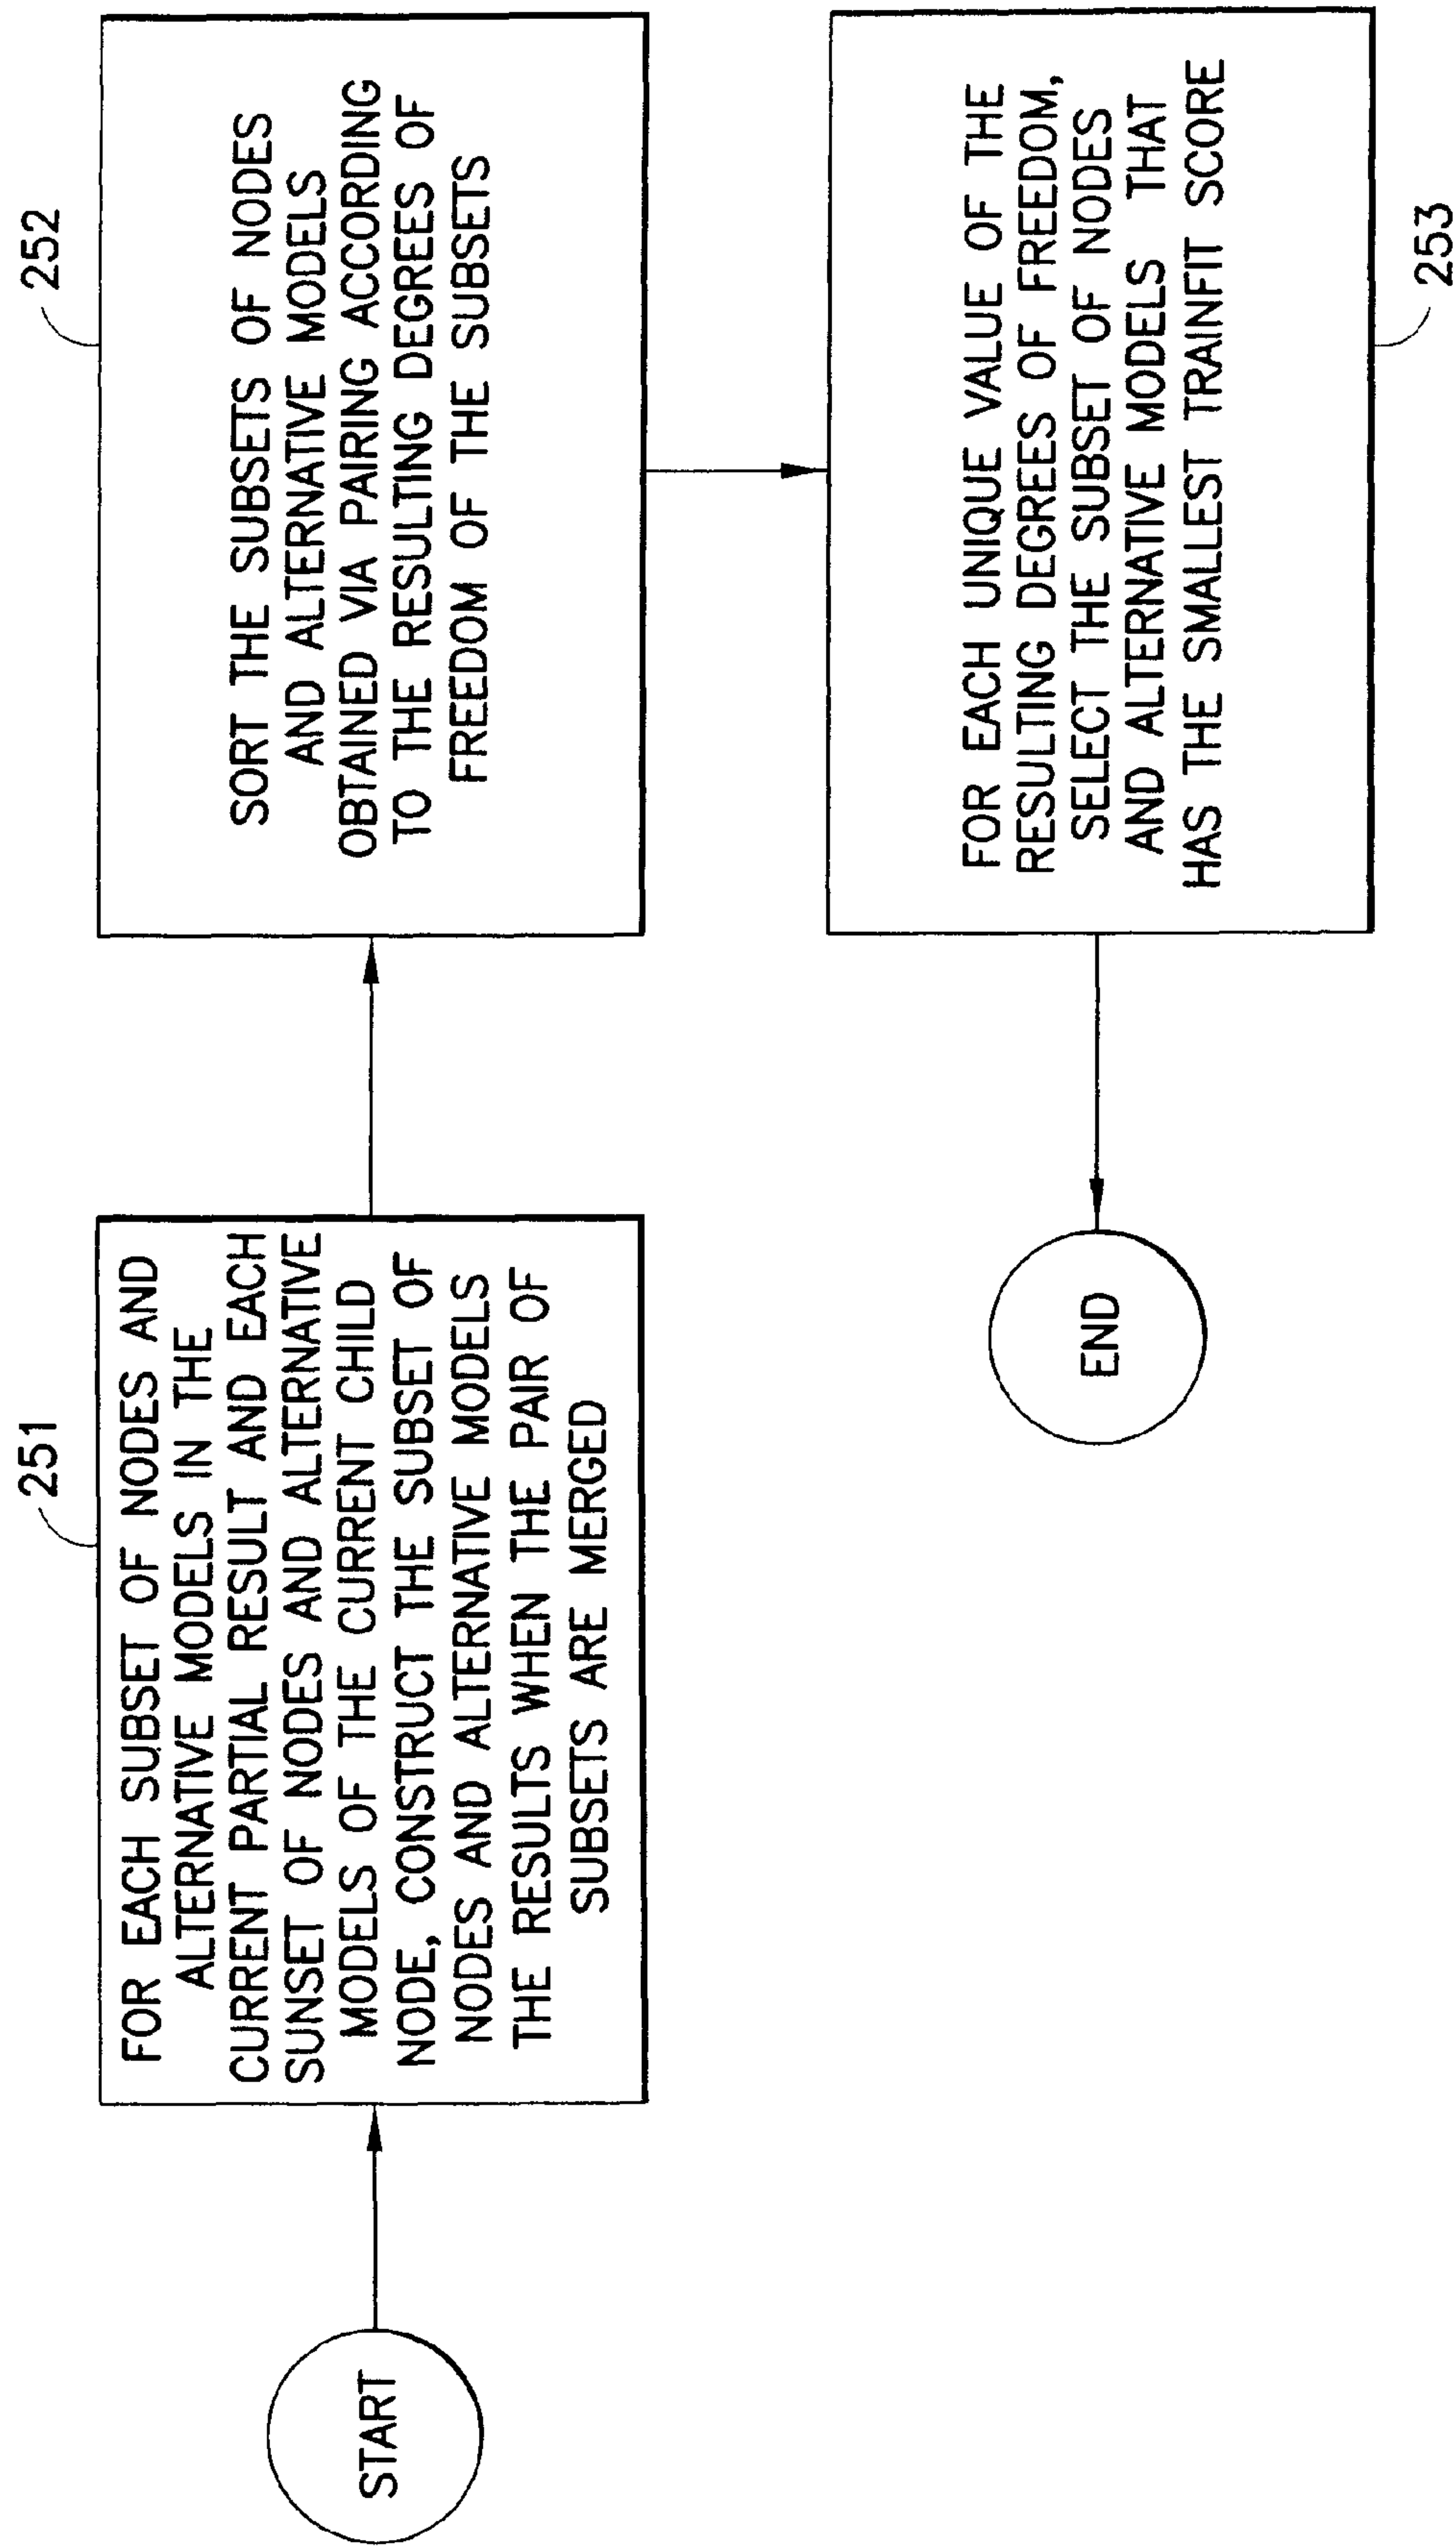 START
251
FOR EACH SUBSET OF NODES AND
ALTERNATIVE MODELS IN THE
CURRENT PARTIAL RESULT AND EACH
SUNSET OF NODES AND ALTERNATIVE
MODELS OF THE CURRENT CHILD
NODE, CONSTRUCT THE SUBSET OF
NODES AND ALTERNATIVE MODELS
THE RESULTS WHEN THE PAIR OF
SUBSETS ARE MERGED
252
SORT THE SUBSETS OF NODES
AND ALTERNATIVE MODELS
OBTAINED VIA PAIRING ACCORDING
TO THE RESULTING DEGREES OF
FREEDOM OF THE SUBSETS
FOR EACH UNIQUE VALUE OF THE
RESULTING DEGREES OF FREEDOM,
SELECT THE SUBSET OF NODES
AND ALTERNATIVE MODELS THAT
HAS THE SMALLEST TRAINFIT SCORE
253
END